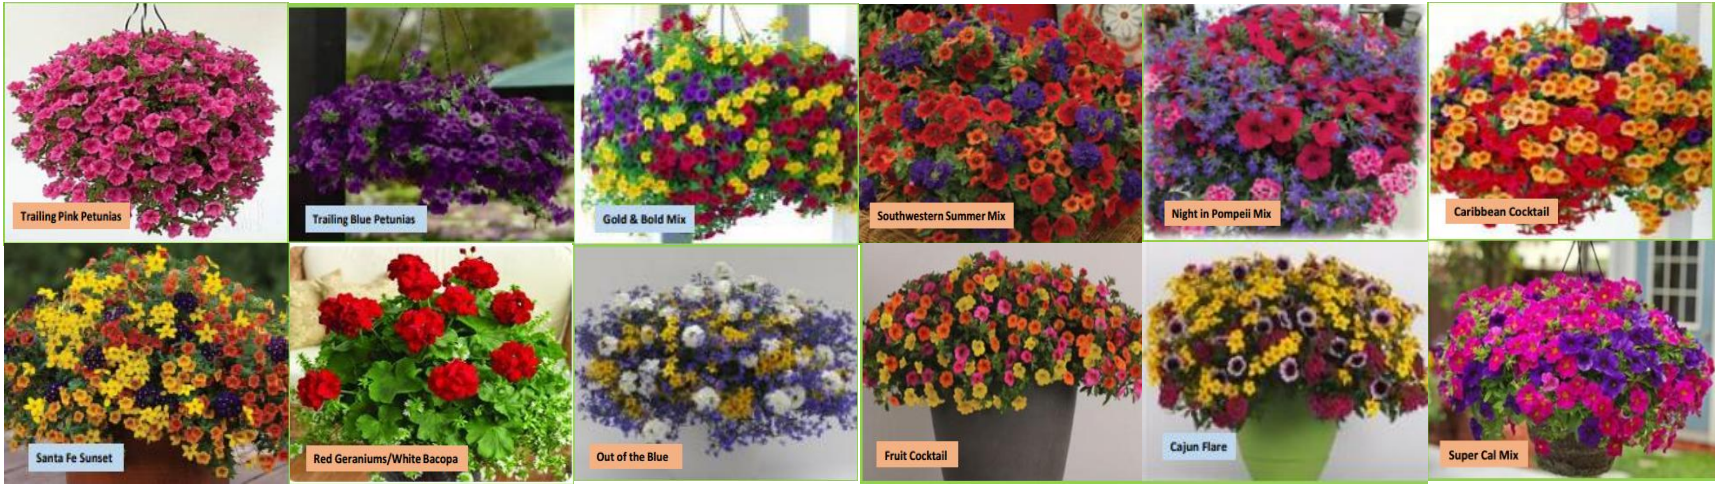 Trailing Pink Petunias
Trailing Blue Petunias
Gold & Bold Mix
Southwestern Summer Mix
Night in Pompeii Mix
Caribbean Cocktail
Santa Fe Sunset
Red Geraniums/White Bacopa
Out of the Blue
Fruit Cocktail
Cajun Flare
Super Cal Mix